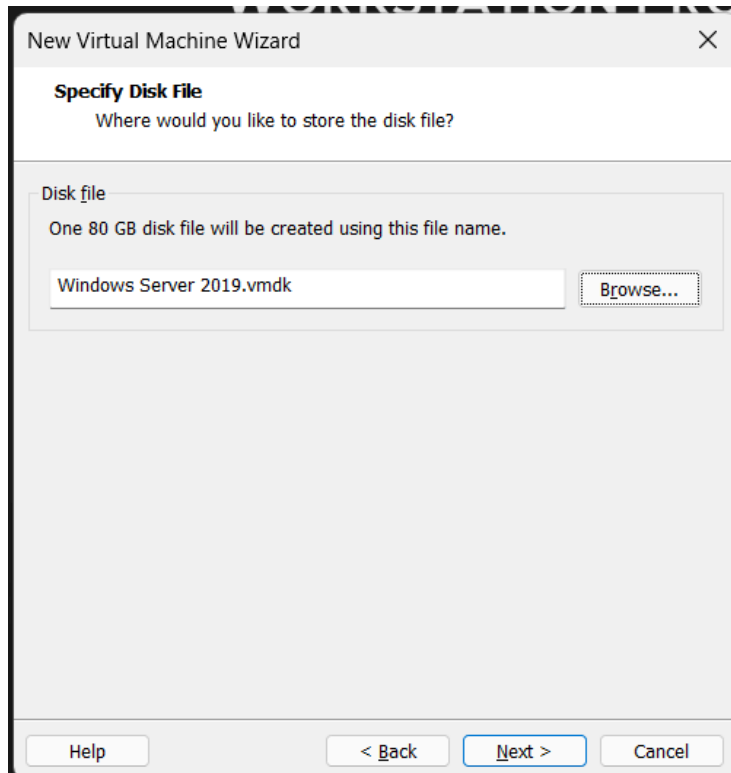 WORKSTATION PRO
New Virtual Machine Wizard
Specify Disk File
Where would you like to store the disk file?
Disk file
One 80 GB disk file will be created using this file name.
Windows Server 2019.vmdk
Browse...
Help
< Back
Next >
Cancel